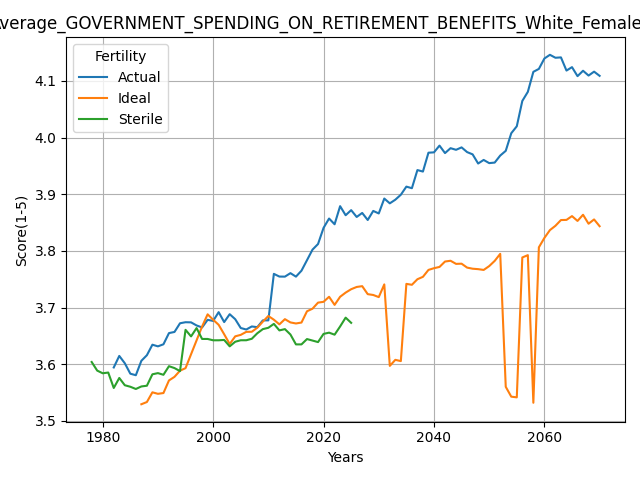 Average_GOVERNMENT_SPENDING_ON_RETIREMENT_BENEFITS_White_Female
Fertility
Actual
Ideal
Sterile
Score(1-5)
4.1
4.0
3.9
3.8
3.7
3.6
3.5
1980
2000
2020
2040
2060
Years